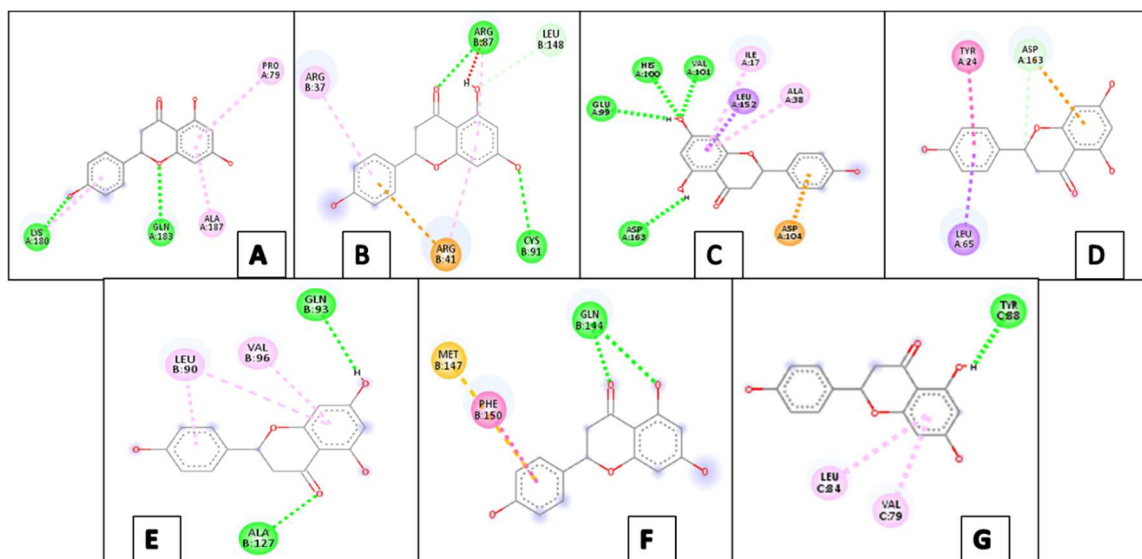 PRO
A:79
LYS
A:180
GLN
A:183
ALA
A:187
A
ARG
B:87
LEU
B:148
ARG
B:37
H
O
O
O
O
ARG
B:41
CYS
B:91
B
HIS
A:100
VAL
A:101
ILE
A:17
GLU
A:99
LEU
A:152
ALA
A:38
H
H
ASP
A:163
ASP
A:104
C
TYR
A:24
ASP
A:163
LEU
A:65
D
GLN
B:93
LEU
B:90
VAL
B:96
H
ALA
B:127
E
GLN
B:144
MET
B:147
PHE
B:150
F
TYR
C:88
H
LEU
C:84
VAL
C:79
G